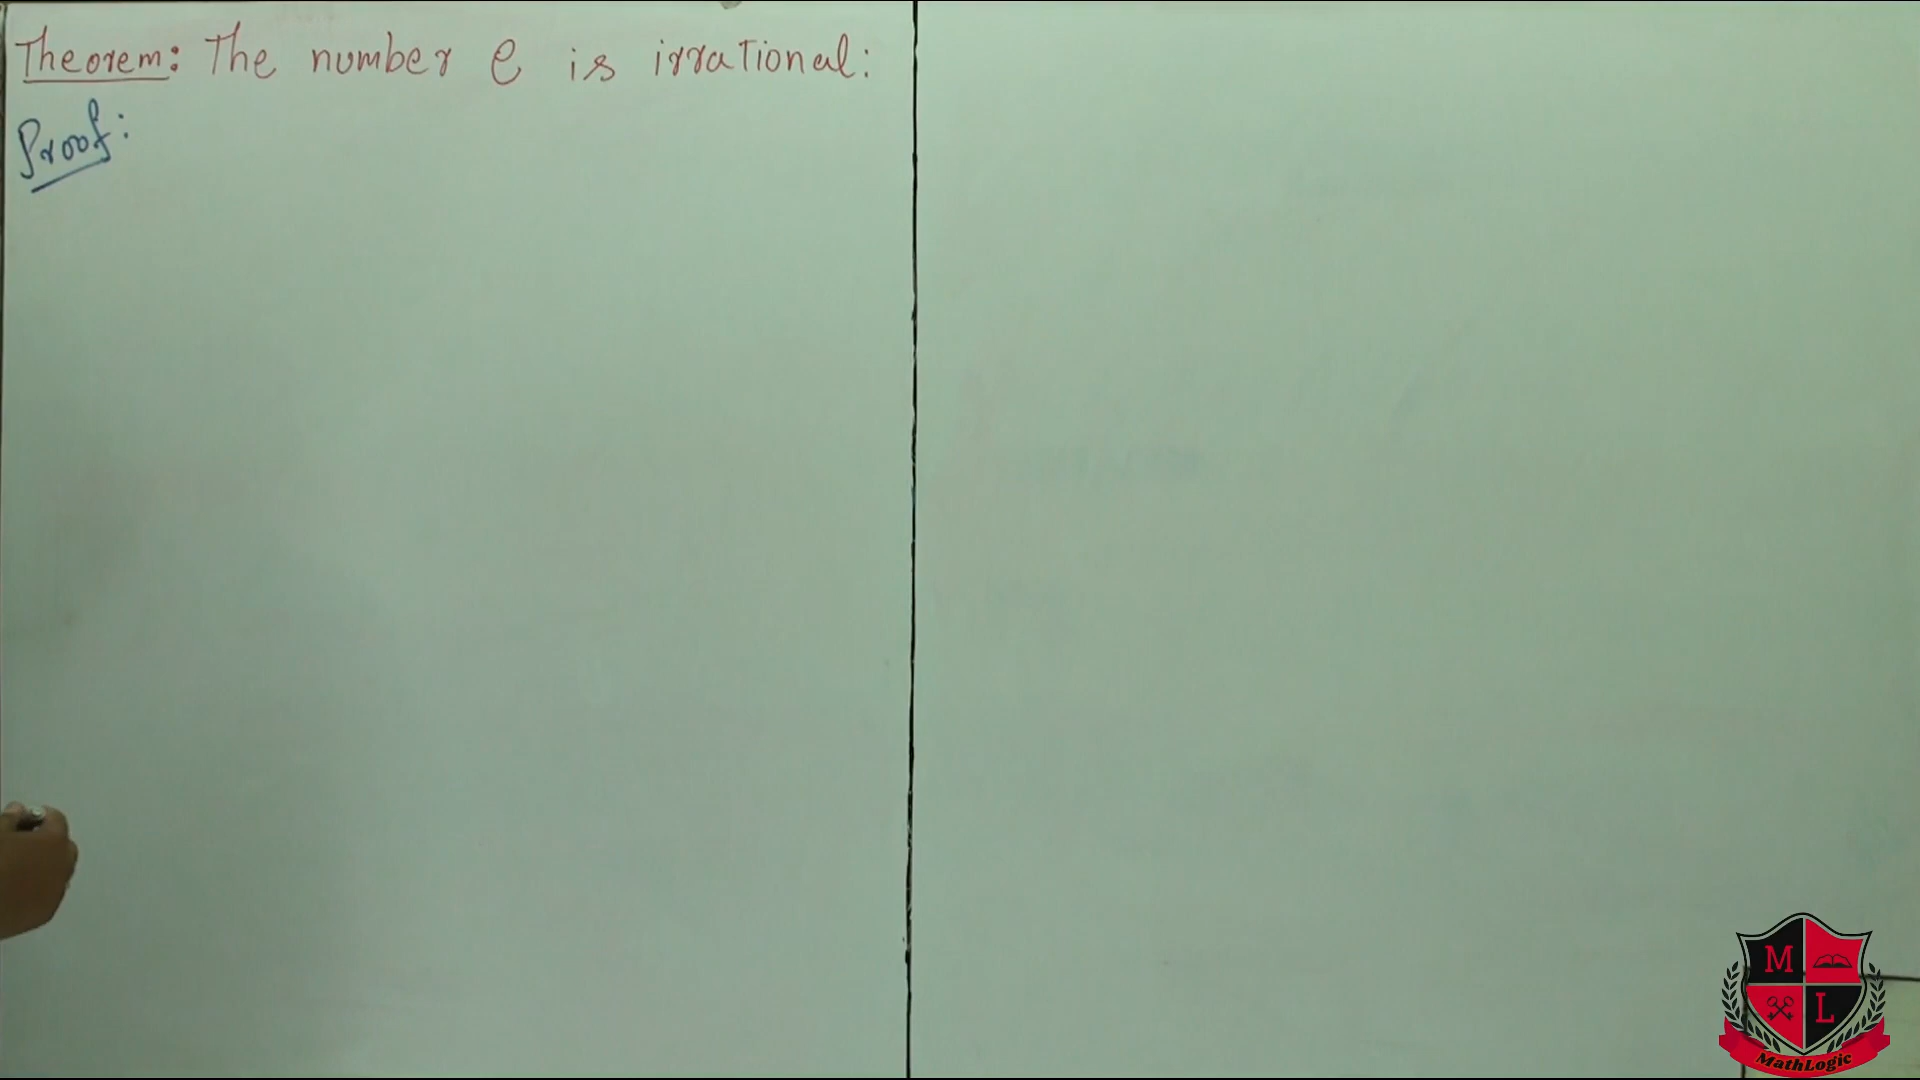 Theorem: The number e is irrational:
Proof:
M
L
MathLogic